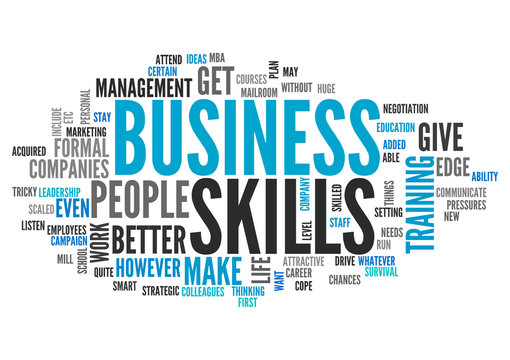 ATTEND IDEAS MBA PLAN
CERTAIN COURSES MAY
MANAGEMENT GET MAILROOM WITHOUT HUGE
INCLUDE ETC PERSONAL STAY BUSINESS NEGOTIATION
MARKETING EDUCATION
ACQUIRED FORMAL ADDED GIVE
COMPANIES ABLE EDGE
TRICKY LEADERSHIP PEOPLE SKILLS COMPANY SKILLED THINGS TRAINING ABILITY
SCALED EVEN COMMUNICATE
LISTEN EMPLOYEES WORK BETTER LEVEL STAFF SETTING PRESSURES
CAMPAIGN NEEDS NEW
MILL SCHOOL HOWEVER MAKE LIFE ATTRACTIVE DRIVE WHATEVER RUN
QUITE WANT CAREER SURVIVAL
SMART STRATEGIC COLLEAGUES THINKING COPE CHANCES
FIRST